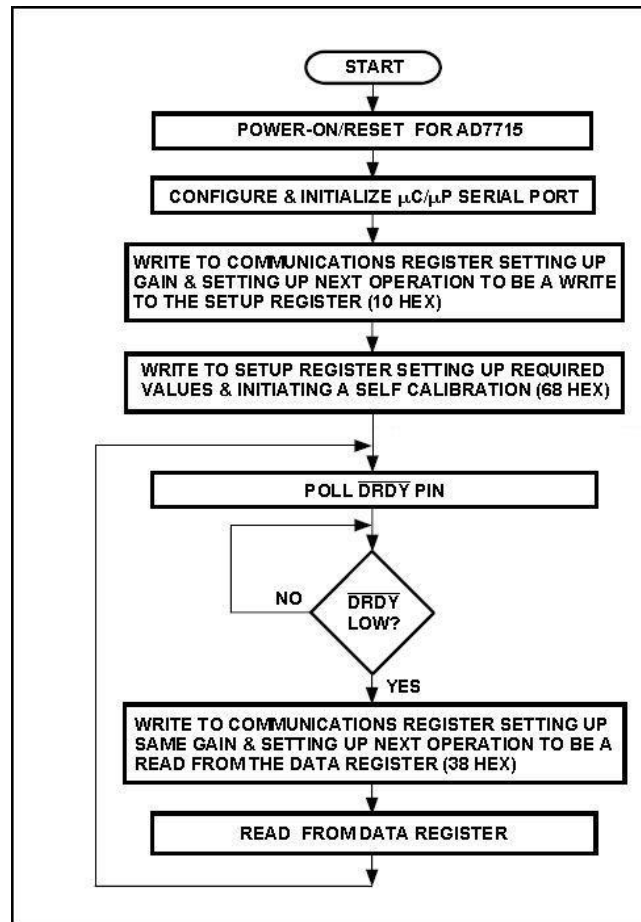 START
POWER-ON/RESET FOR AD7715
CONFIGURE & INITIALIZE μC/μP SERIAL PORT
WRITE TO COMMUNICATIONS REGISTER SETTING UP
GAIN & SETTING UP NEXT OPERATION TO BE A WRITE
TO THE SETUP REGISTER (10 HEX)
WRITE TO SETUP REGISTER SETTING UP REQUIRED
VALUES & INITIATING A SELF CALIBRATION (68 HEX)
POLL D̅R̅D̅Y̅ PIN
NO
D̅R̅D̅Y̅
LOW?
YES
WRITE TO COMMUNICATIONS REGISTER SETTING UP
SAME GAIN & SETTING UP NEXT OPERATION TO BE A
READ FROM THE DATA REGISTER (38 HEX)
READ FROM DATA REGISTER